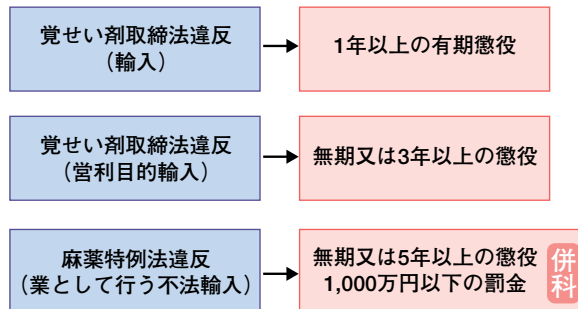 覚せい剤取締法違反
（輸入）
1年以上の有期懲役
覚せい剤取締法違反
（営利目的輸入）
無期又は3年以上の懲役
麻薬特例法違反
（業として行う不法輸入）
無期又は5年以上の懲役
1,000万円以下の罰金
併科